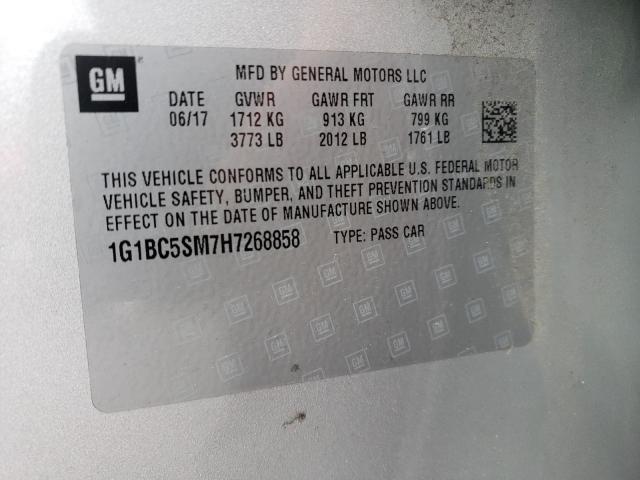 GM
MFD BY GENERAL MOTORS LLC
DATE GVWR GAWR FRT GAWR RR
06/17 1712 KG 913 KG 799 KG
3773 LB 2012 LB 1761 LB
THIS VEHICLE CONFORMS TO ALL APPLICABLE U.S. FEDERAL MOTOR
VEHICLE SAFETY, BUMPER, AND THEFT PREVENTION STANDARDS IN
EFFECT ON THE DATE OF MANUFACTURE SHOWN ABOVE.
1G1BC5SM7H7268858 TYPE: PASS CAR